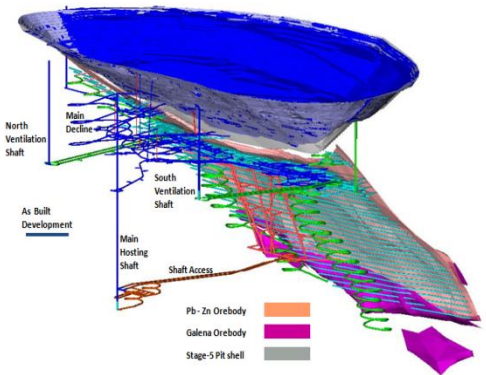 North
Ventilation
Shaft
Main
Decline
South
Ventilation
Shaft
As Built
Development
Main
Hosting
Shaft
Shaft Access
Pb - Zn Orebody
Galena Orebody
Stage-5 Pit shell